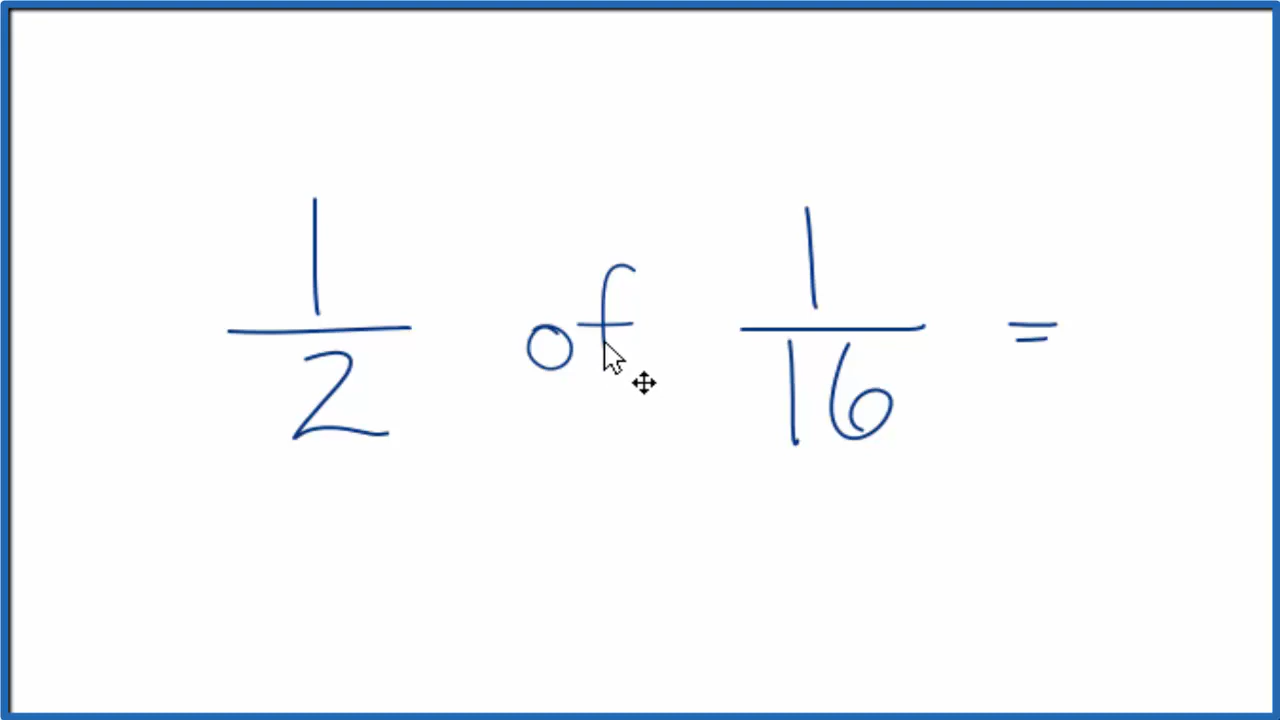 1/2 of 1/16 =